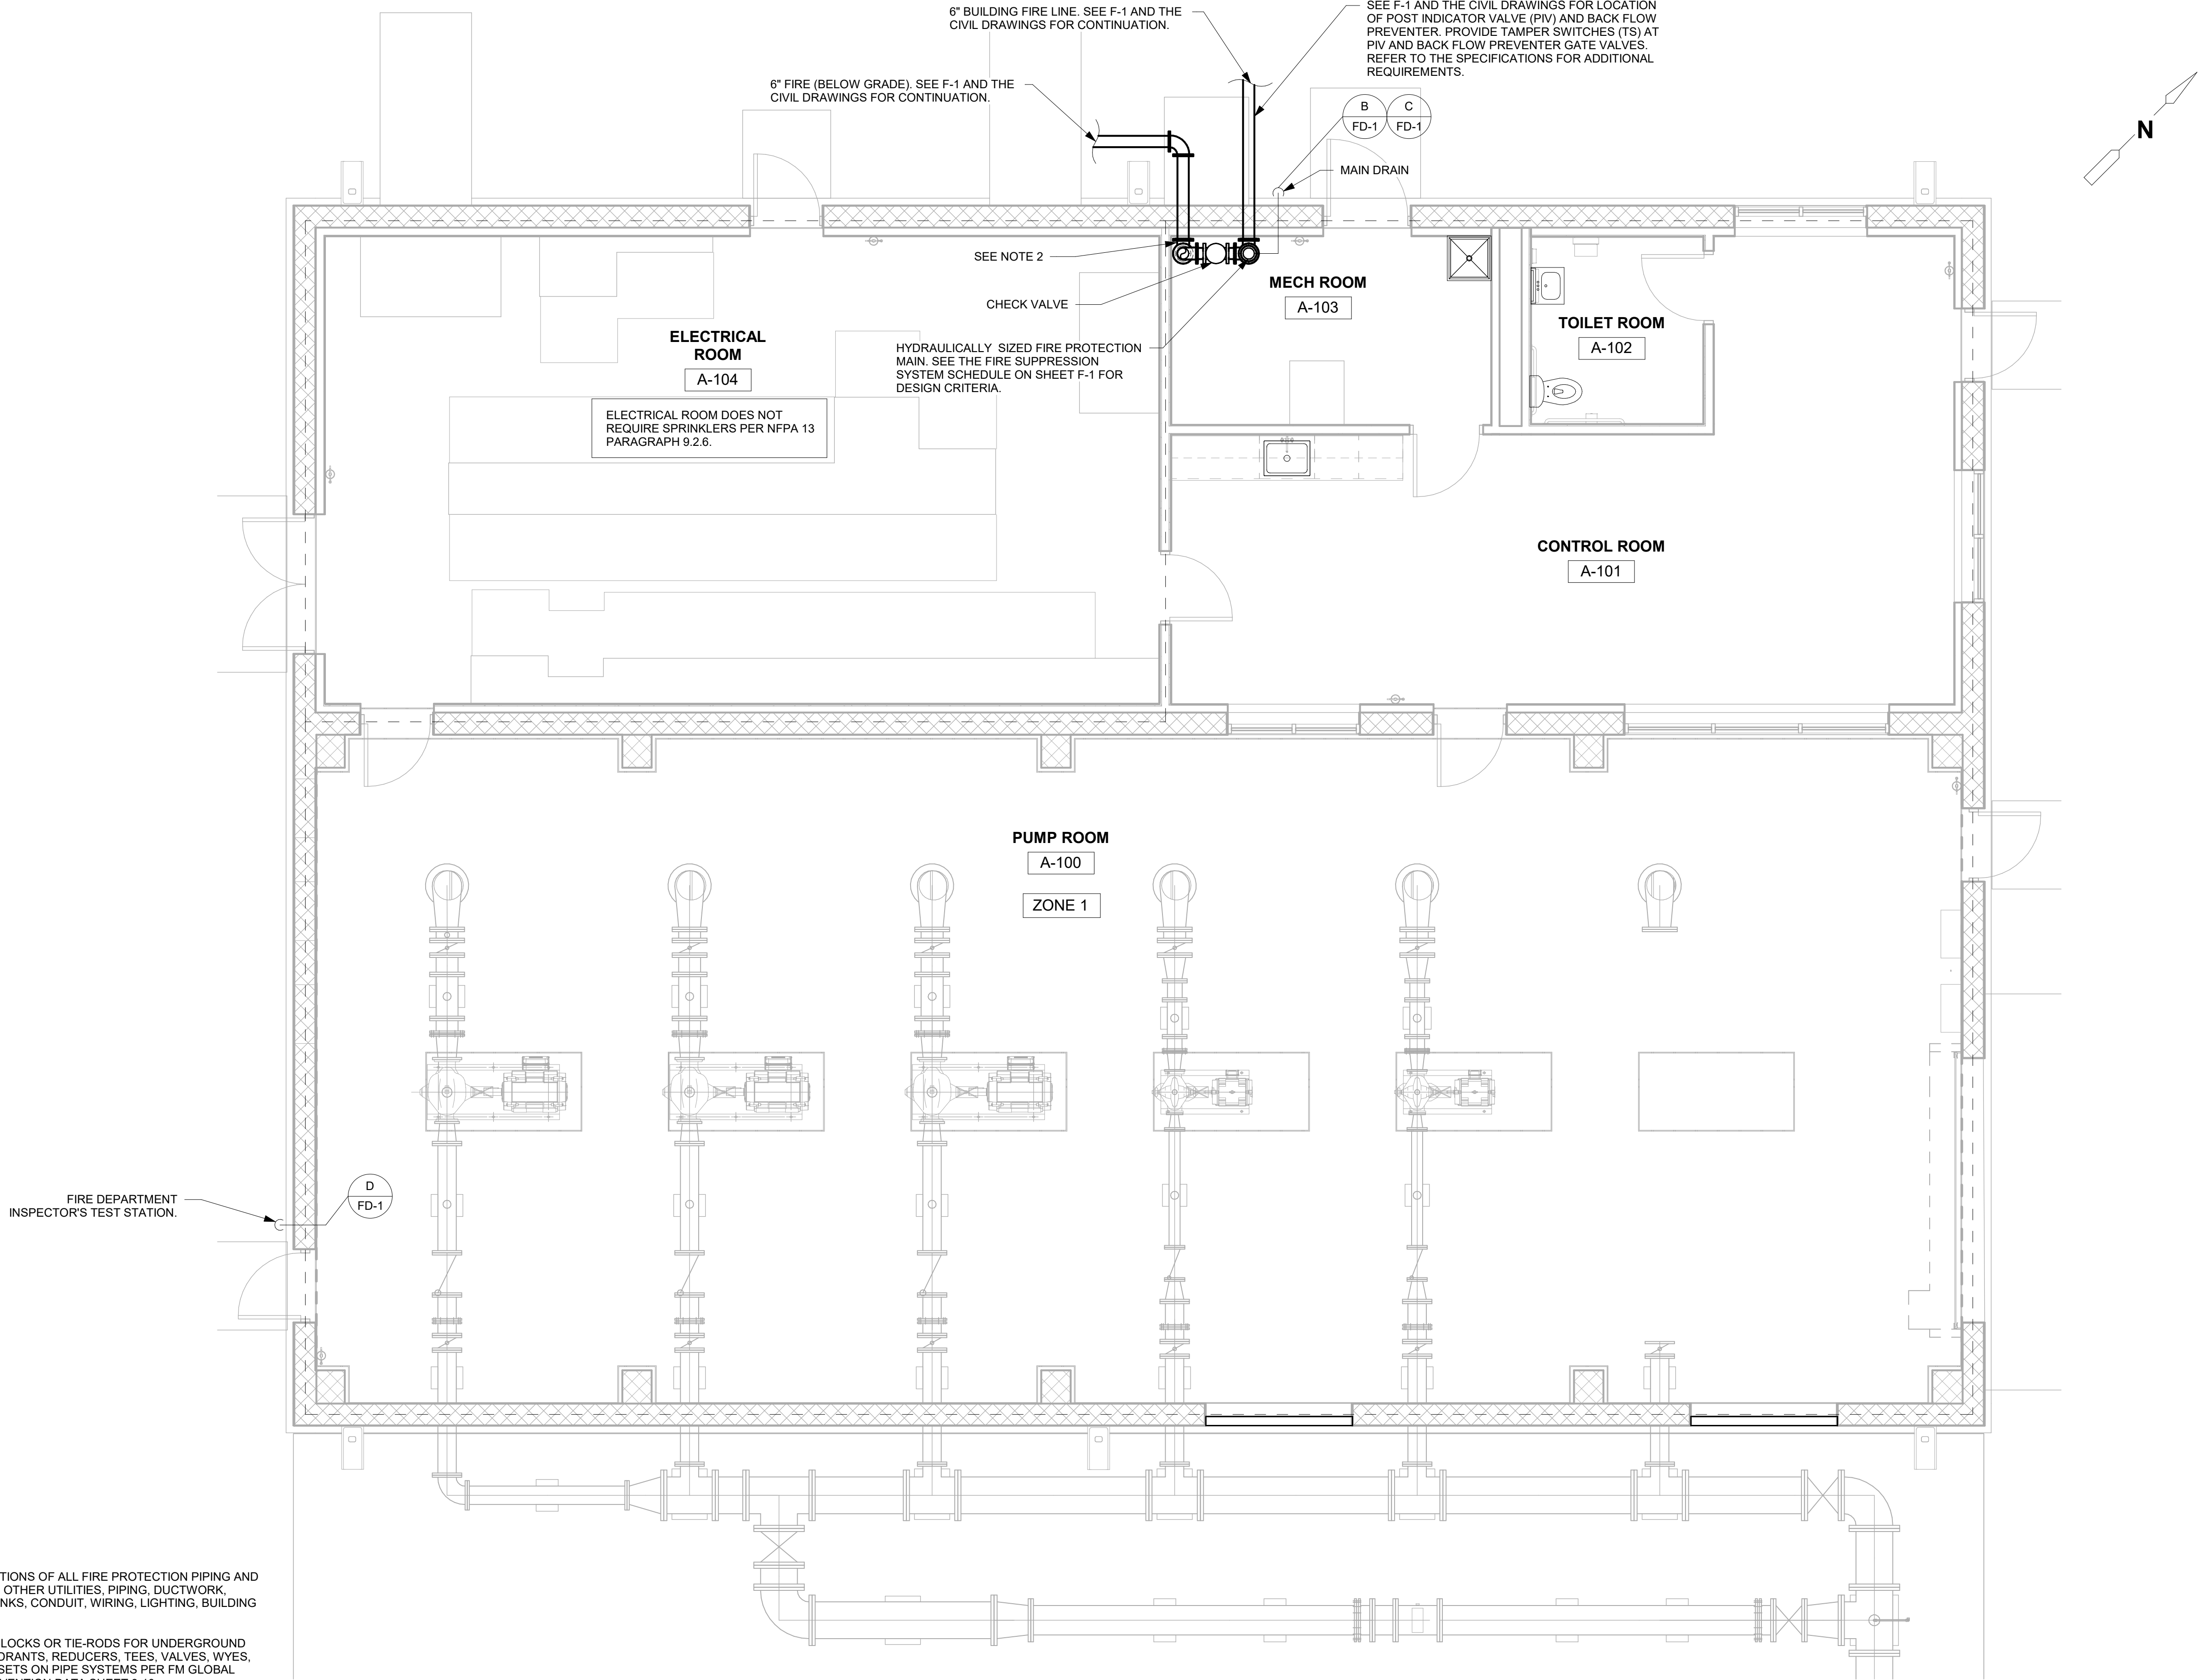 6" BUILDING FIRE LINE. SEE F-1 AND THE
CIVIL DRAWINGS FOR CONTINUATION.
SEE F-1 AND THE CIVIL DRAWINGS FOR LOCATION
OF POST INDICATOR VALVE (PIV) AND BACK FLOW
PREVENTER. PROVIDE TAMPER SWITCHES (TS) AT
PIV AND BACK FLOW PREVENTER GATE VALVES.
REFER TO THE SPECIFICATIONS FOR ADDITIONAL
REQUIREMENTS.
6" FIRE (BELOW GRADE). SEE F-1 AND THE
CIVIL DRAWINGS FOR CONTINUATION.
B
FD-1
C
FD-1
N
MAIN DRAIN
SEE NOTE 2
CHECK VALVE
MECH ROOM
A-103
TOILET ROOM
A-102
ELECTRICAL
ROOM
A-104
HYDRAULICALLY SIZED FIRE PROTECTION
MAIN. SEE THE FIRE SUPPRESSION
SYSTEM SCHEDULE ON SHEET F-1 FOR
DESIGN CRITERIA.
ELECTRICAL ROOM DOES NOT
REQUIRE SPRINKLERS PER NFPA 13
PARAGRAPH 9.2.6.
CONTROL ROOM
A-101
PUMP ROOM
A-100
ZONE 1
D
FD-1
FIRE DEPARTMENT
INSPECTOR'S TEST STATION.
TIONS OF ALL FIRE PROTECTION PIPING AND
OTHER UTILITIES, PIPING, DUCTWORK,
NKS, CONDUIT, WIRING, LIGHTING, BUILDING
LOCKS OR TIE-RODS FOR UNDERGROUND
ORANTS, REDUCERS, TEES, VALVES, WYES,
SETS ON PIPE SYSTEMS PER FM GLOBAL